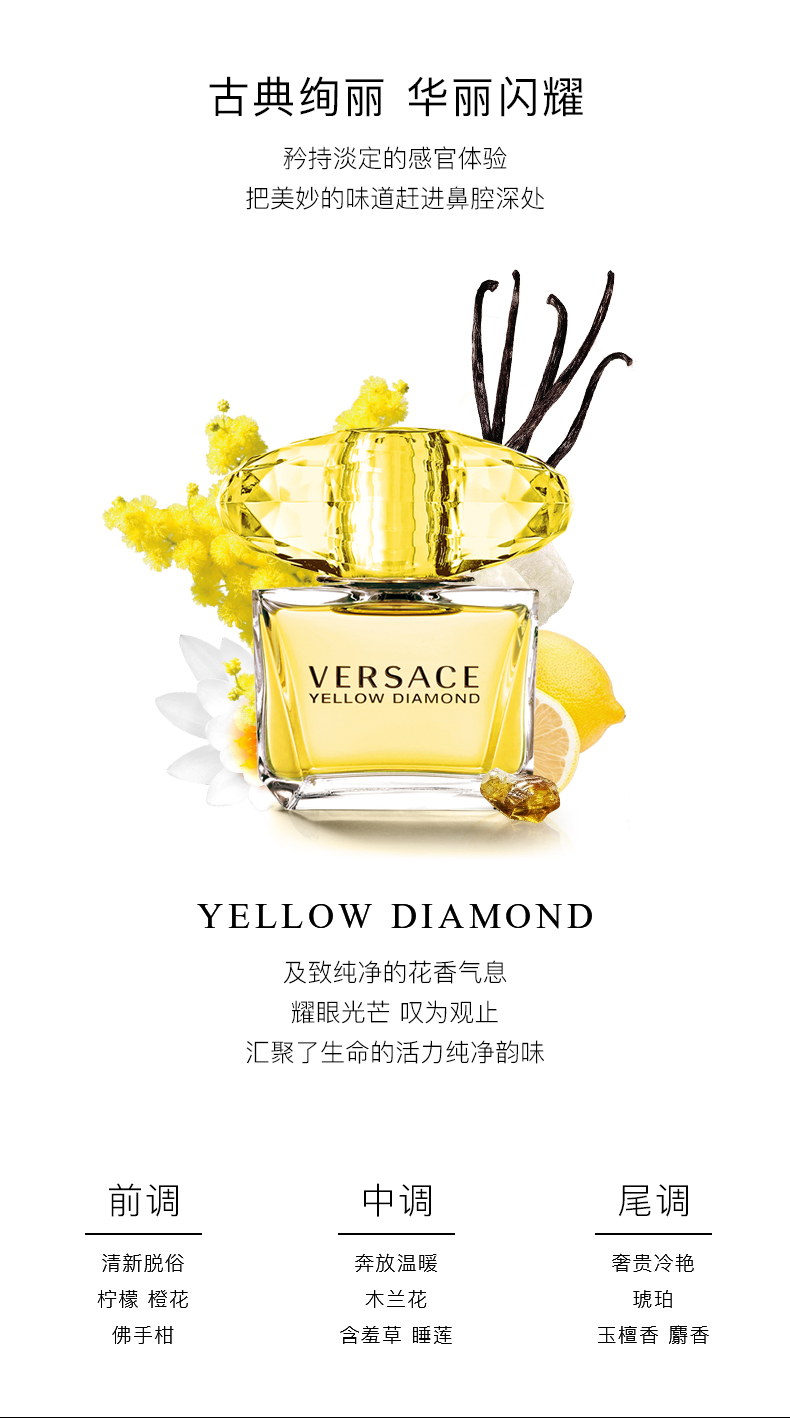 古典绚丽 华丽闪耀
矜持淡定的感官体验
把美妙的味道赶进鼻腔深处
VERSACE
YELLOW DIAMOND
YELLOW DIAMOND
及致纯净的花香气息
耀眼光芒 叹为观止
汇聚了生命的活力纯净韵味
前调 中调 尾调
清新脱俗 奔放温暖 奢贵冷艳
柠檬 橙花 木兰花 琥珀
佛手柑 含羞草 睡莲 玉檀香 麝香